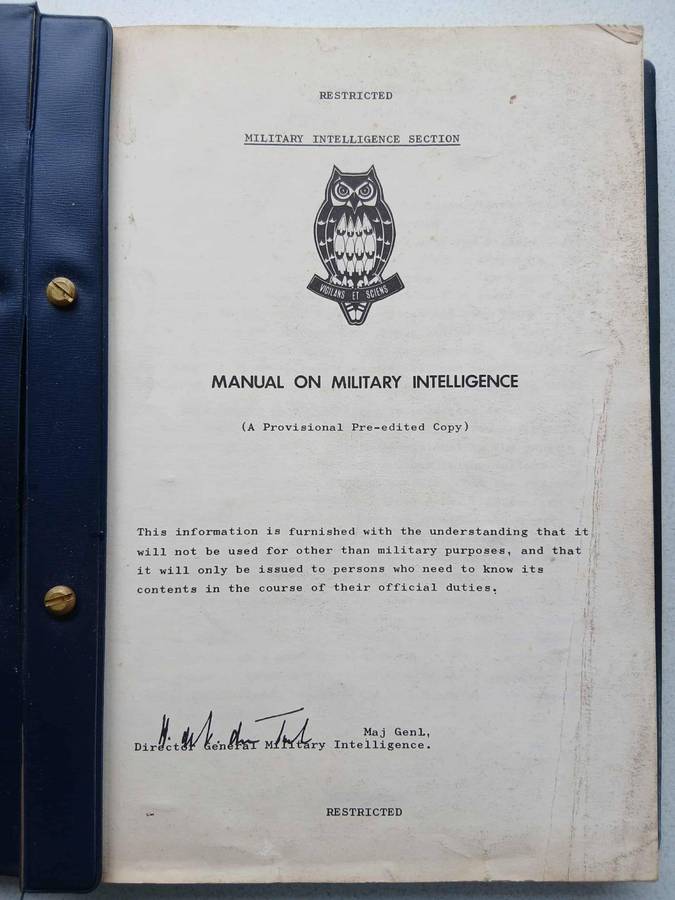 RESTRICTED
MILITARY INTELLIGENCE SECTION
VIGILANS ET SCIENS
MANUAL ON MILITARY INTELLIGENCE
(A Provisional Pre-edited Copy)
This information is furnished with the understanding that it
will not be used for other than military purposes, and that
it will only be issued to persons who need to know its
contents in the course of their official duties.
Maj Genl,
Director General Military Intelligence.
RESTRICTED